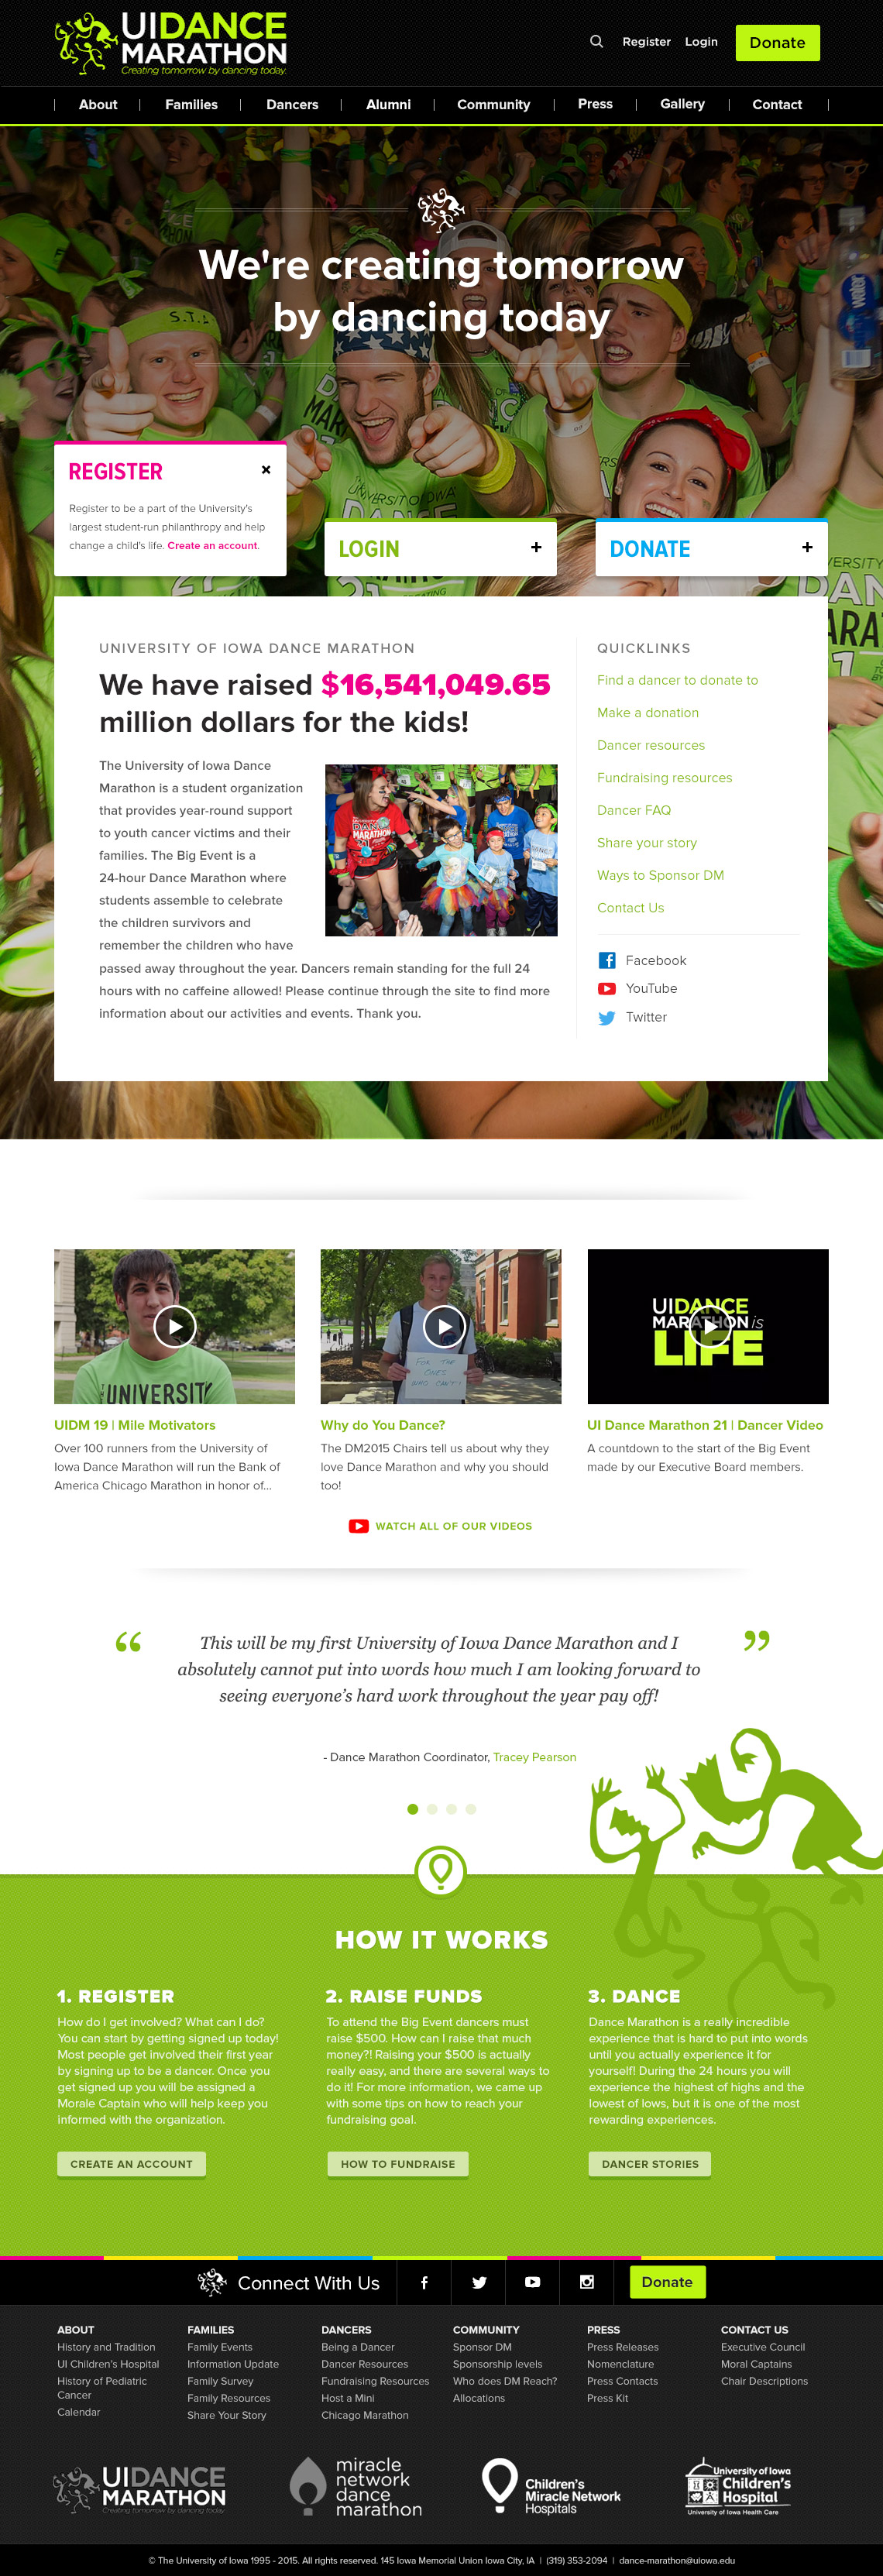 UIDANCE
MARATHON
Creating tomorrow by dancing today.
Register Login Donate
About Families Dancers Alumni Community Press Gallery Contact
We're creating tomorrow
by dancing today
REGISTER
Register to be a part of the University's
largest student-run philanthropy and help
change a child's life. Create an account.
LOGIN
DONATE
UNIVERSITY OF IOWA DANCE MARATHON
We have raised $16,541,049.65
million dollars for the kids!
The University of Iowa Dance
Marathon is a student organization
that provides year-round support
to youth cancer victims and their
families. The Big Event is a
24-hour Dance Marathon where
students assemble to celebrate
the children survivors and
remember the children who have
passed away throughout the year. Dancers remain standing for the full 24
hours with no caffeine allowed! Please continue through the site to find more
information about our activities and events. Thank you.
QUICKLINKS
Find a dancer to donate to
Make a donation
Dancer resources
Fundraising resources
Dancer FAQ
Share your story
Ways to Sponsor DM
Contact Us
Facebook
YouTube
Twitter
UNIVERSITY
FOR THE
ONES
WHO CAN'T
UIDANCE
MARATHON is
LIFE
UIDM 19 | Mile Motivators
Over 100 runners from the University of
Iowa Dance Marathon will run the Bank of
America Chicago Marathon in honor of...
Why do You Dance?
The DM2015 Chairs tell us about why they
love Dance Marathon and why you should
too!
UI Dance Marathon 21 | Dancer Video
A countdown to the start of the Big Event
made by our Executive Board members.
WATCH ALL OF OUR VIDEOS
“ This will be my first University of Iowa Dance Marathon and I ”
absolutely cannot put into words how much I am looking forward to
seeing everyone’s hard work throughout the year pay off!
- Dance Marathon Coordinator, Tracey Pearson
HOW IT WORKS
1. REGISTER
How do I get involved? What can I do?
You can start by getting signed up today!
Most people get involved their first year
by signing up to be a dancer. Once you
get signed up you will be assigned a
Morale Captain who will help keep you
informed with the organization.
CREATE AN ACCOUNT
2. RAISE FUNDS
To attend the Big Event dancers must
raise $500. How can I raise that much
money?! Raising your $500 is actually
really easy, and there are several ways to
do it! For more information, we came up
with some tips on how to reach your
fundraising goal.
HOW TO FUNDRAISE
3. DANCE
Dance Marathon is a really incredible
experience that is hard to put into words
until you actually experience it for
yourself! During the 24 hours you will
experience the highest of highs and the
lowest of lows, but it is one of the most
rewarding experiences.
DANCER STORIES
Connect With Us
Donate
ABOUT
History and Tradition
UI Children's Hospital
History of Pediatric
Cancer
Calendar
FAMILIES
Family Events
Information Update
Family Survey
Family Resources
Share Your Story
DANCERS
Being a Dancer
Dancer Resources
Fundraising Resources
Host a Mini
Chicago Marathon
COMMUNITY
Sponsor DM
Sponsorship levels
Who does DM Reach?
Allocations
PRESS
Press Releases
Nomenclature
Press Contacts
Press Kit
CONTACT US
Executive Council
Moral Captains
Chair Descriptions
UIDANCE
MARATHON
Creating tomorrow by dancing today.
miracle
network
dance
marathon
Children's
Miracle Network
Hospitals
University of Iowa
Children's
Hospital
University of Iowa Health Care
© The University of Iowa 1995 - 2015. All rights reserved. 145 Iowa Memorial Union Iowa City, IA | (319) 353-2094 | dance-marathon@uiowa.edu